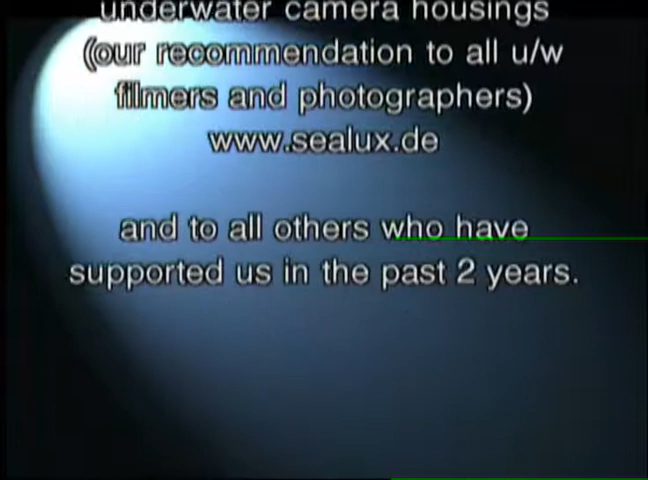 underwater camera housings
(our recommendation to all u/w
filmers and photographers)
www.sealux.de
and to all others who have
supported us in the past 2 years.